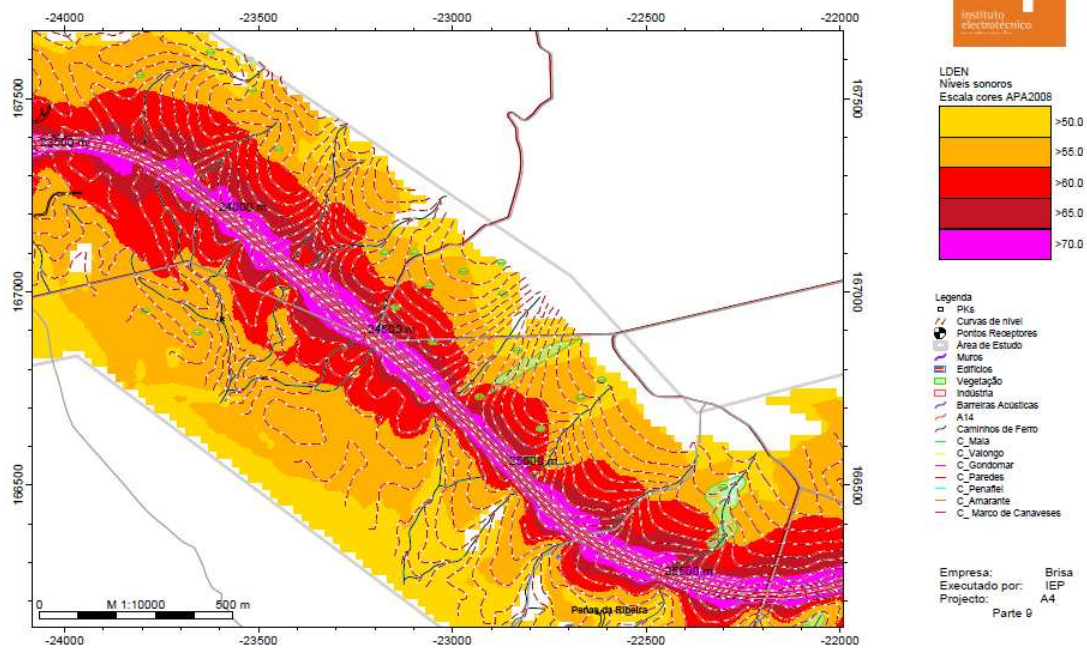 -24000 -23500 -23000 -22500 -22000
instituto
electrotécnico
LDEN
Níveis sonoros
Escala cores APA2008
>50.0
>55.0
>60.0
>65.0
>70.0
167500 167500
23500 m
24000 m
167000 167000
24500 m
166500 166500
Legenda
PKs
Curvas de nível
Pontos Receptores
Área de Estudo
Muros
Edifícios
Vegetação
Indústria
Barreiras Acústicas
A14
Caminhos de Ferro
C_Maia
C_Valongo
C_Gondomar
C_Paredes
C_Penafiel
C_Amarante
C_ Marco de Canaveses
25500 m
Penas da Ribeira
0 M 1:10000 500 m
Empresa: Brisa
Executado por: IEP
Projecto: A4
Parte 9
-24000 -23500 -23000 -22500 -22000